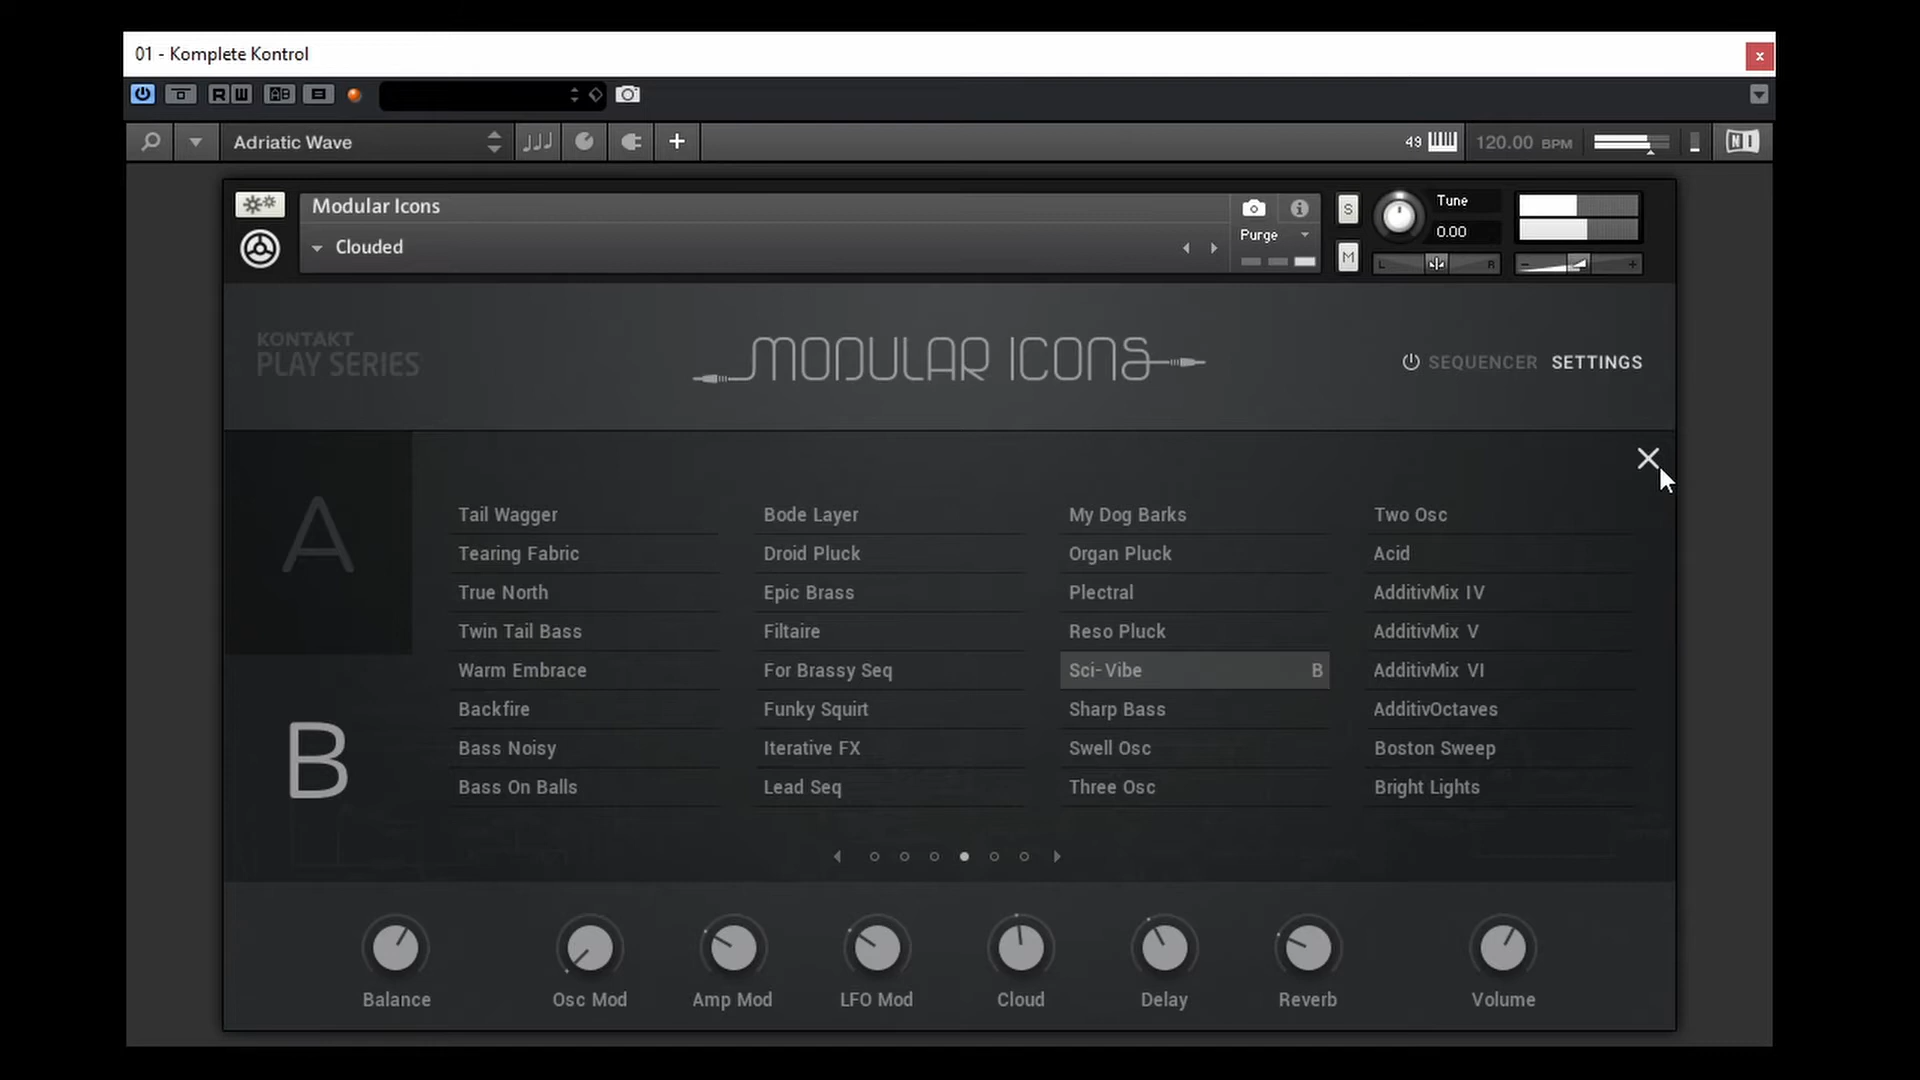 01 - Komplete Kontrol
R W AB
Adriatic Wave
49
120.00 BPM
NI
Modular Icons
Clouded
Purge
S
M
Tune
0.00
L R
- +
KONTAKT
PLAY SERIES
MODULAR ICONS
SEQUENCER SETTINGS
A
B
Tail Wagger
Tearing Fabric
True North
Twin Tail Bass
Warm Embrace
Backfire
Bass Noisy
Bass On Balls
Bode Layer
Droid Pluck
Epic Brass
Filtaire
For Brassy Seq
Funky Squirt
Iterative FX
Lead Seq
My Dog Barks
Organ Pluck
Plectral
Reso Pluck
Sci-Vibe B
Sharp Bass
Swell Osc
Three Osc
Two Osc
Acid
AdditivMix IV
AdditivMix V
AdditivMix VI
AdditivOctaves
Boston Sweep
Bright Lights
Balance
Osc Mod
Amp Mod
LFO Mod
Cloud
Delay
Reverb
Volume